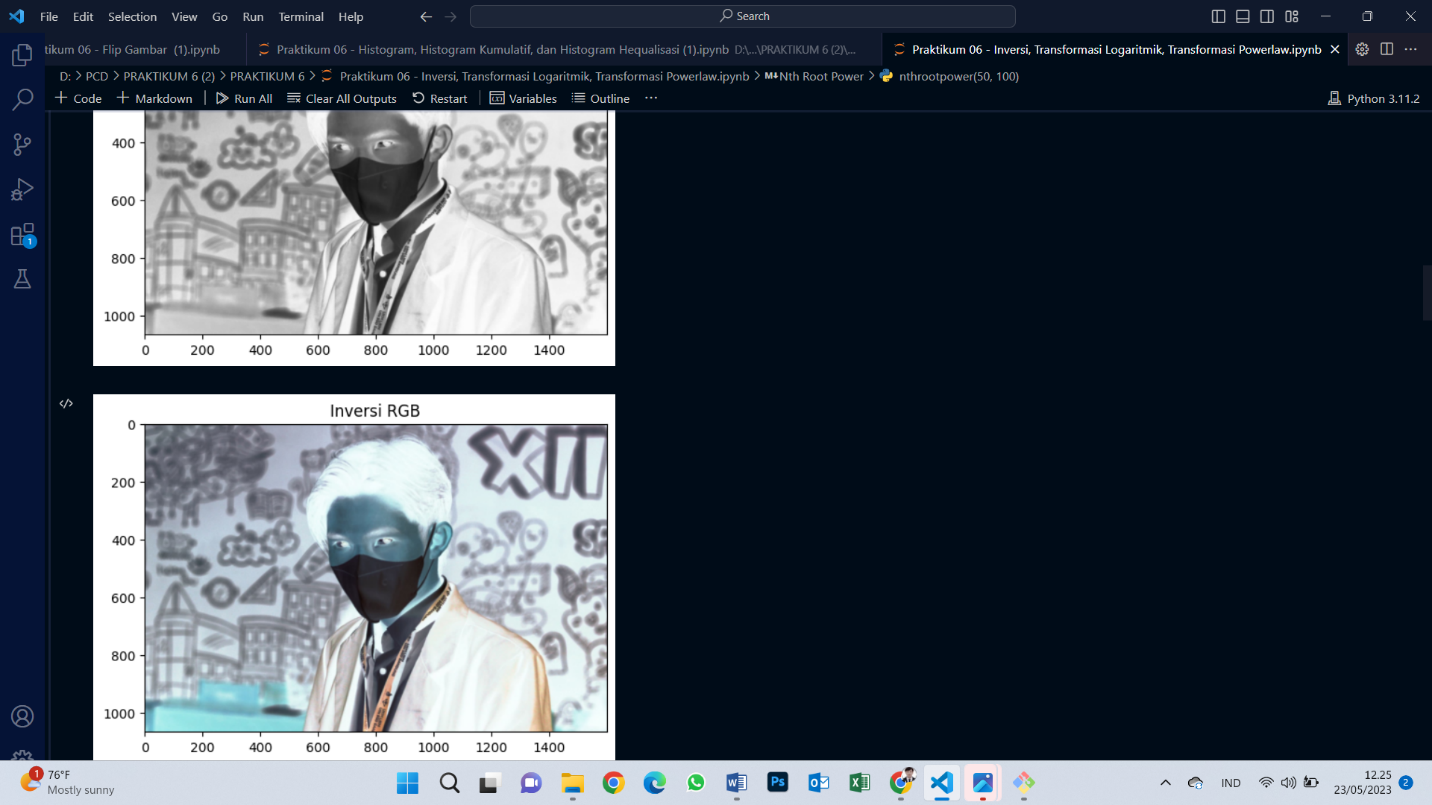 File Edit Selection View Go Run Terminal Help
Search
tikum 06 - Flip Gambar (1).ipynb
Praktikum 06 - Histogram, Histogram Kumulatif, dan Histogram Hequalisasi (1).ipynb D:\...\PRAKTIKUM 6 (2)\...
Praktikum 06 - Inversi, Transformasi Logaritmik, Transformasi Powerlaw.ipynb
D: > PCD > PRAKTIKUM 6 (2) > PRAKTIKUM 6 > Praktikum 06 - Inversi, Transformasi Logaritmik, Transformasi Powerlaw.ipynb > M↓Nth Root Power > nthrootpower(50, 100)
+ Code + Markdown | Run All Clear All Outputs Restart | Variables Outline ...
Python 3.11.2
400
600
800
1000
0 200 400 600 800 1000 1200 1400
Inversi RGB
XII
0
200
400
600
800
1000
0 200 400 600 800 1000 1200 1400
1
1
76°F
Mostly sunny
W
Ps
IND
12.25
23/05/2023
2